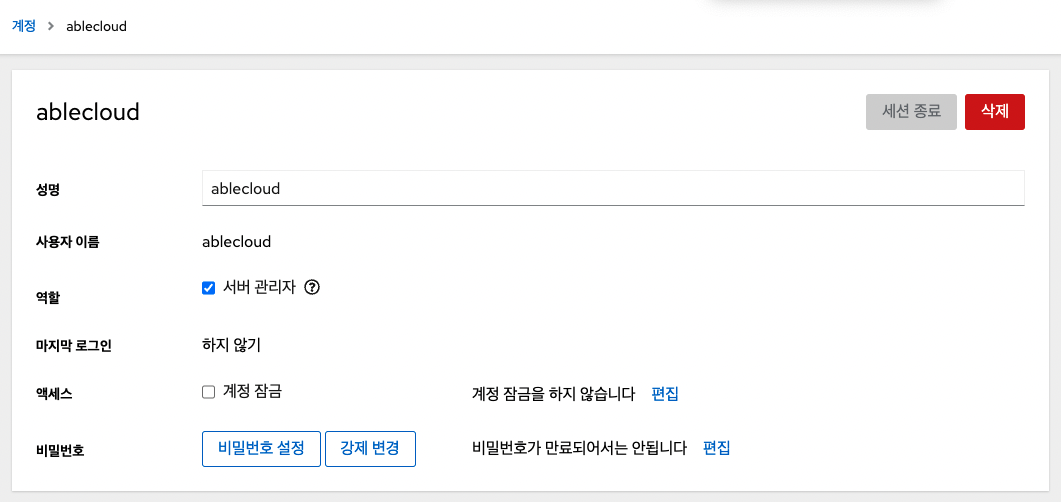 계정 > ablecloud
ablecloud 세션 종료 삭제
성명 ablecloud
사용자 이름 ablecloud
역할 서버 관리자
마지막 로그인 하지 않기
액세스 계정 잠금 계정 잠금을 하지 않습니다 편집
비밀번호 비밀번호 설정 강제 변경 비밀번호가 만료되어서는 안됩니다 편집